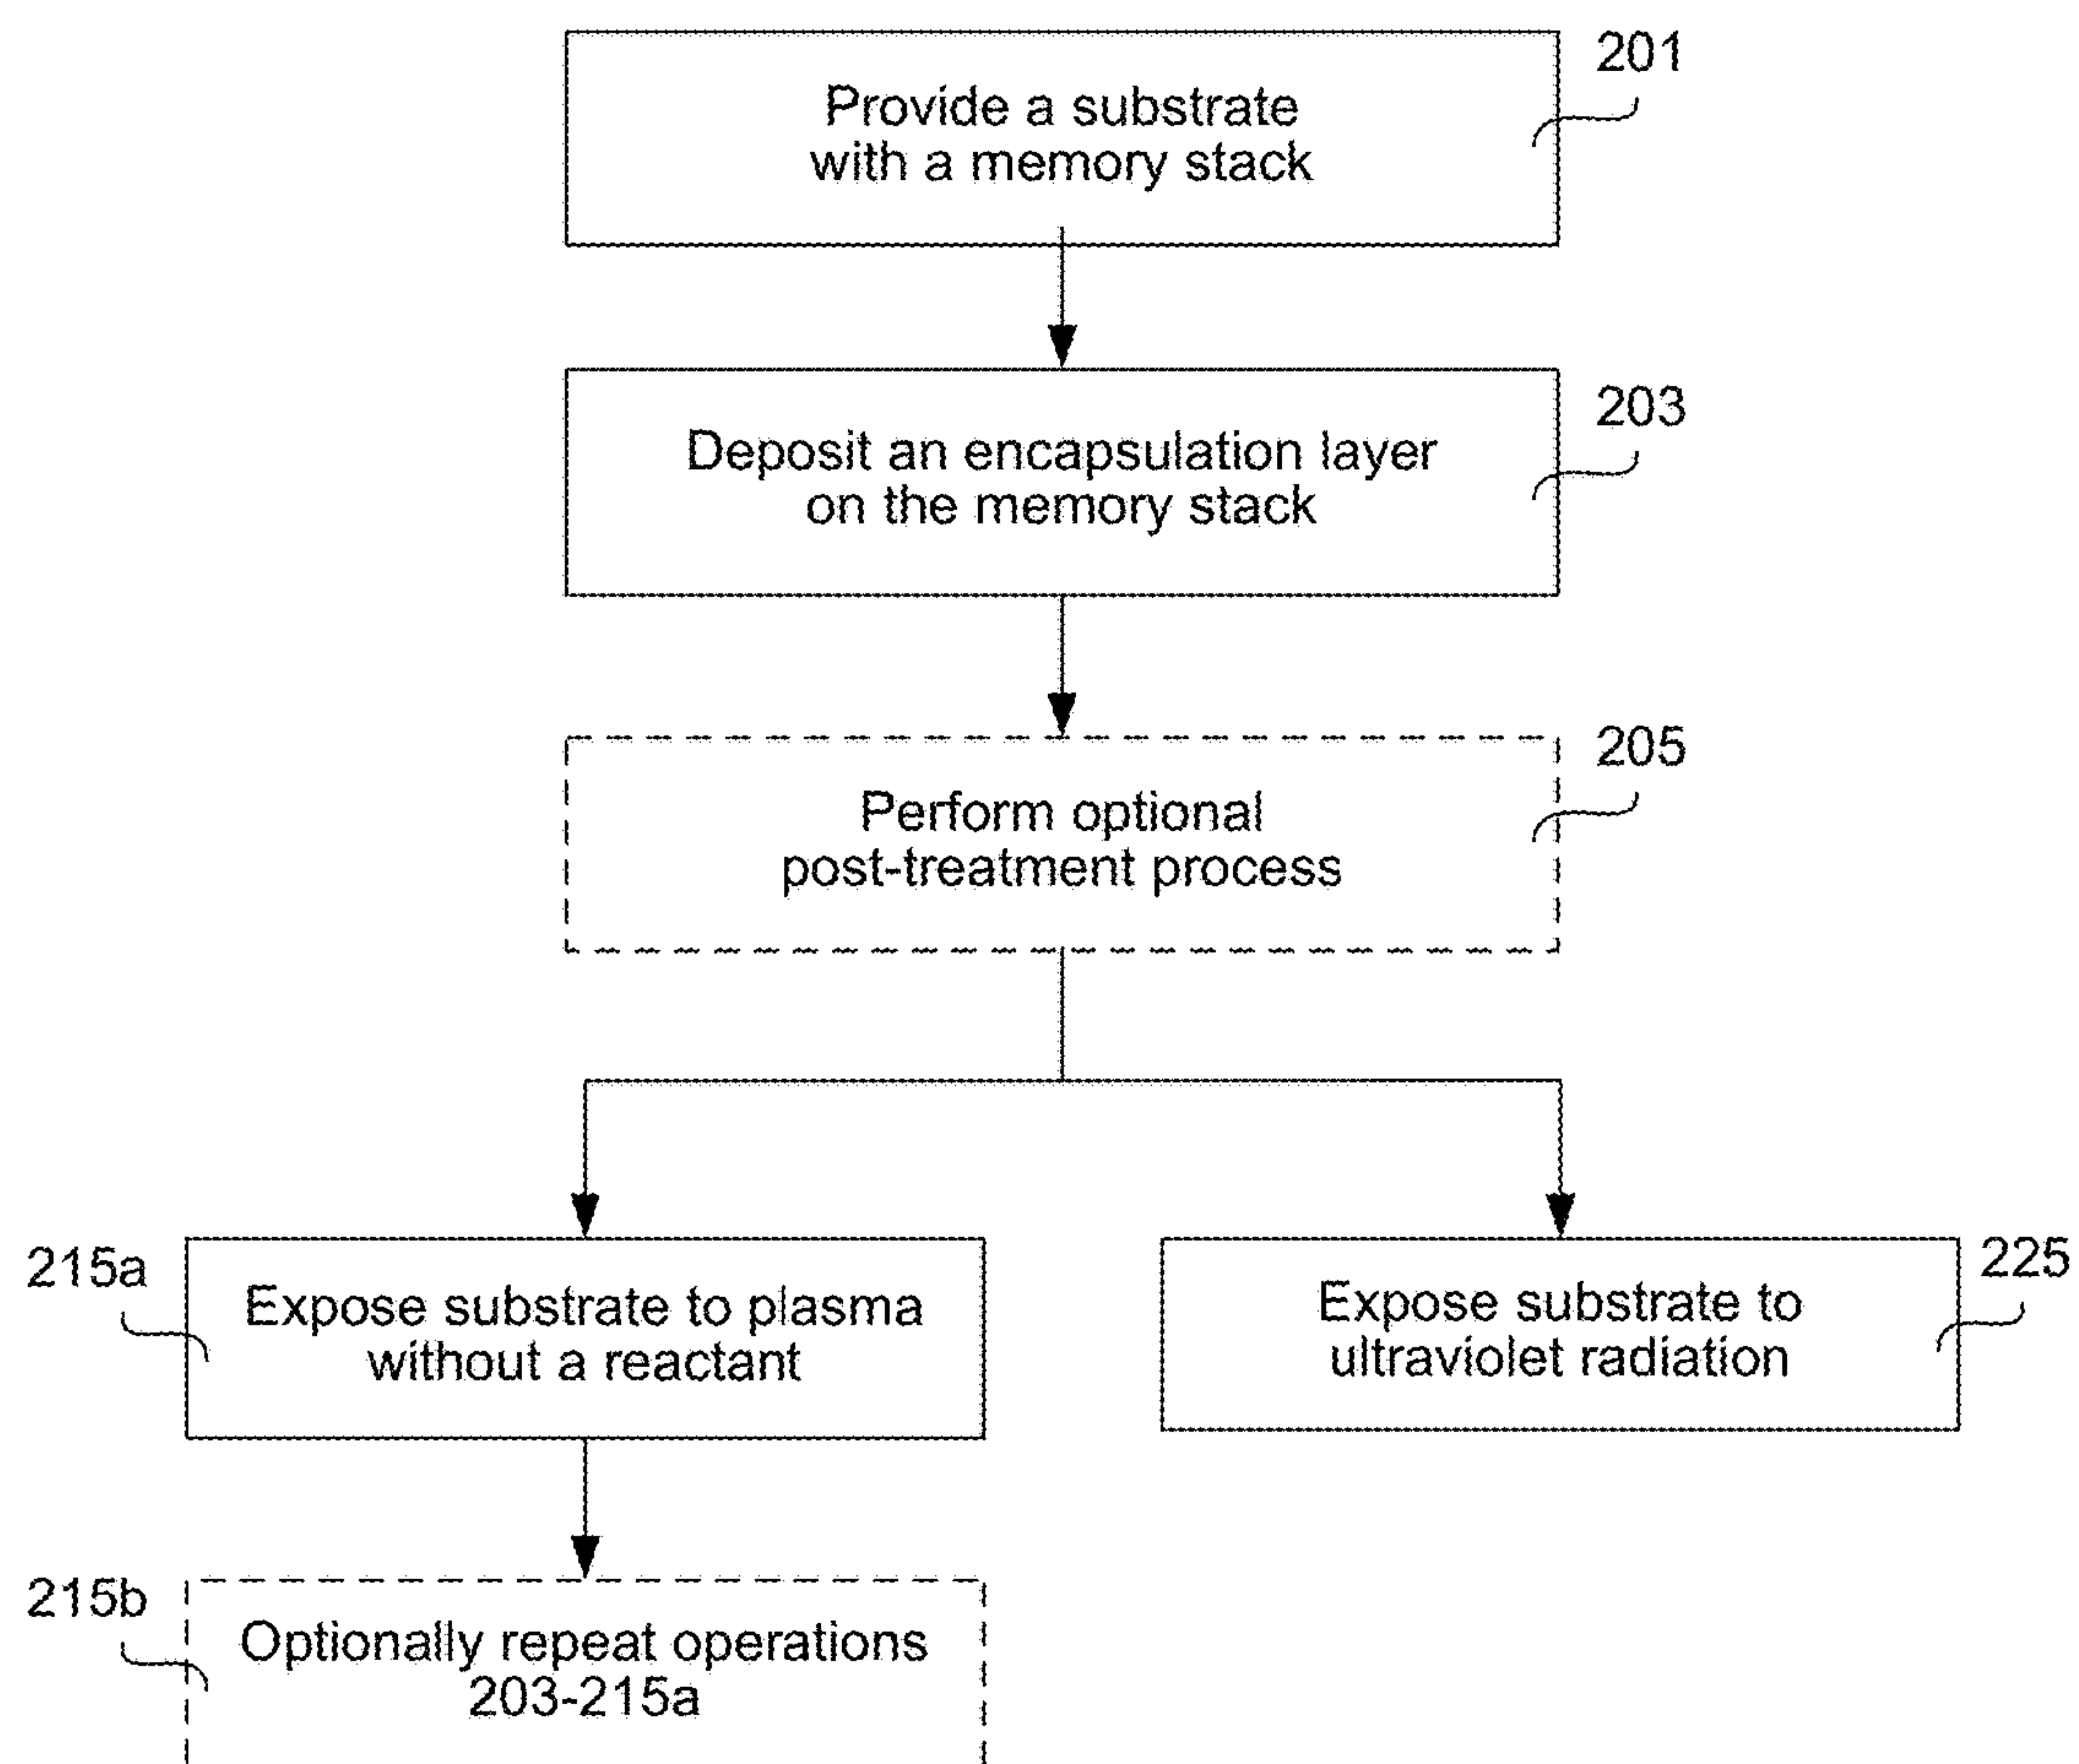 201
Provide a substrate
with a memory stack
203
Deposit an encapsulation layer
on the memory stack
205
Perform optional
post-treatment process
215a
Expose substrate to plasma
without a reactant
225
Expose substrate to
ultraviolet radiation
215b
Optionally repeat operations
203-215a